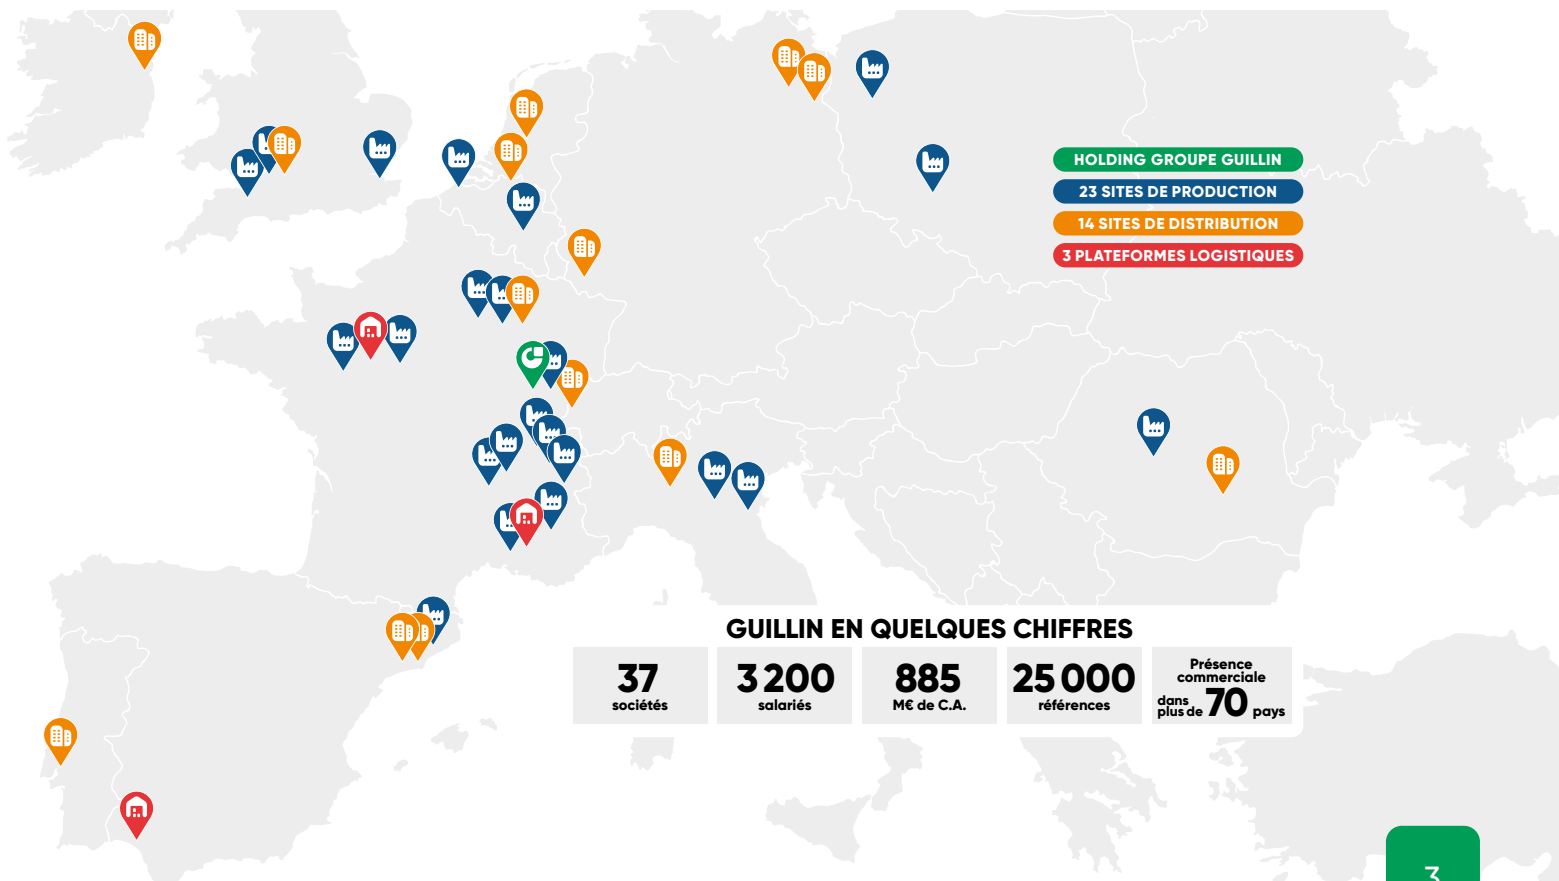 HOLDING GROUPE GUILLIN
23 SITES DE PRODUCTION
14 SITES DE DISTRIBUTION
3 PLATEFORMES LOGISTIQUES
GUILLIN EN QUELQUES CHIFFRES
37
sociétés
3 200
salariés
885
M€ de C.A.
25 000
références
Présence
commerciale
dans
plus de 70 pays
3